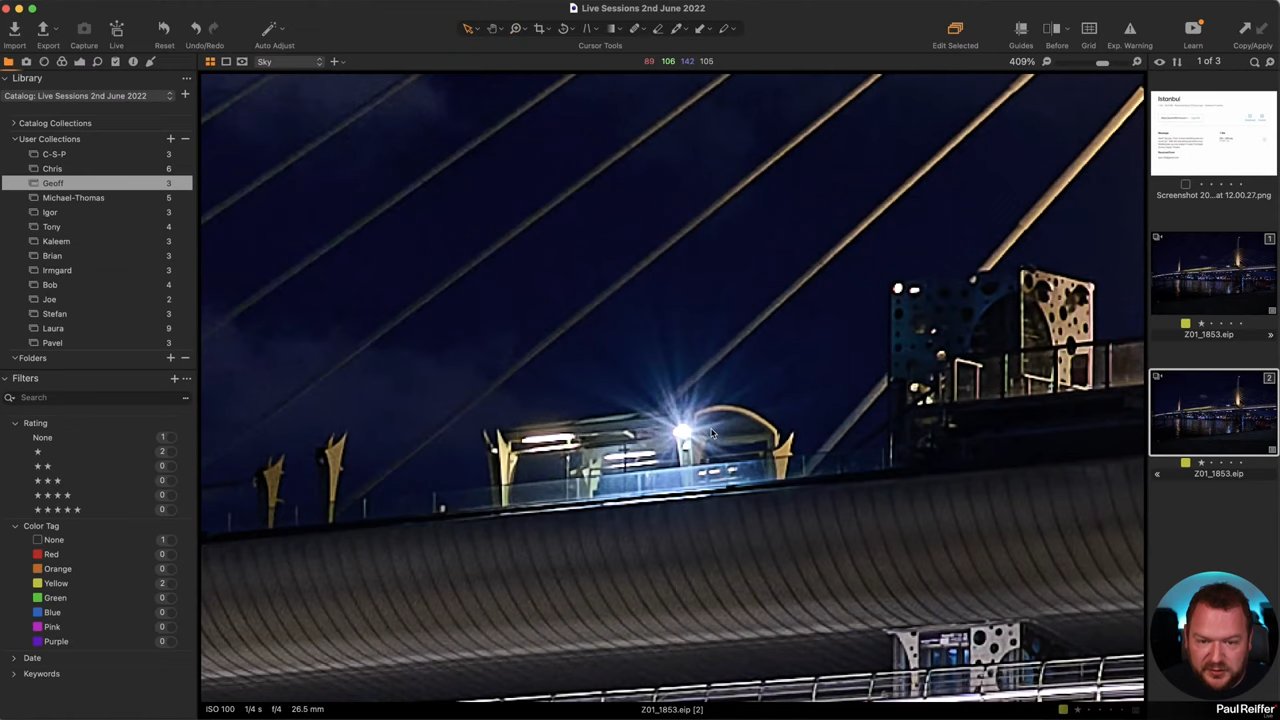 Live Sessions 2nd June 2022
Import
Export
Capture
Live
Reset
Undo/Redo
Auto Adjust
Cursor Tools
Edit Selected
Guides
Before
Grid
Exp. Warning
Learn
Copy/Apply
Sky
89 106 142 105
409%
1 of 3
Library
Catalog: Live Sessions 2nd June 2022
Catalog Collections
User Collections
C-S-P 3
Chris 6
Geoff 3
Michael-Thomas 5
Igor 3
Tony 4
Kaleem 3
Brian 3
Irmgard 3
Bob 4
Joe 2
Stefan 3
Laura 9
Pavel 3
Folders
Filters
Search
Rating
None 1
★ 2
★★ 0
★★★ 0
★★★★ 0
★★★★★ 0
Color Tag
None 1
Red 0
Orange 0
Yellow 2
Green 0
Blue 0
Pink 0
Purple 0
Date
Keywords
Istanbul
Screenshot 20...at 12.00.27.png
1
Z01_1853.eip
2
Z01_1853.eip
ISO 100 1/4 s f/4 26.5 mm
Z01_1853.eip [2]
Paul Reiffer
Live